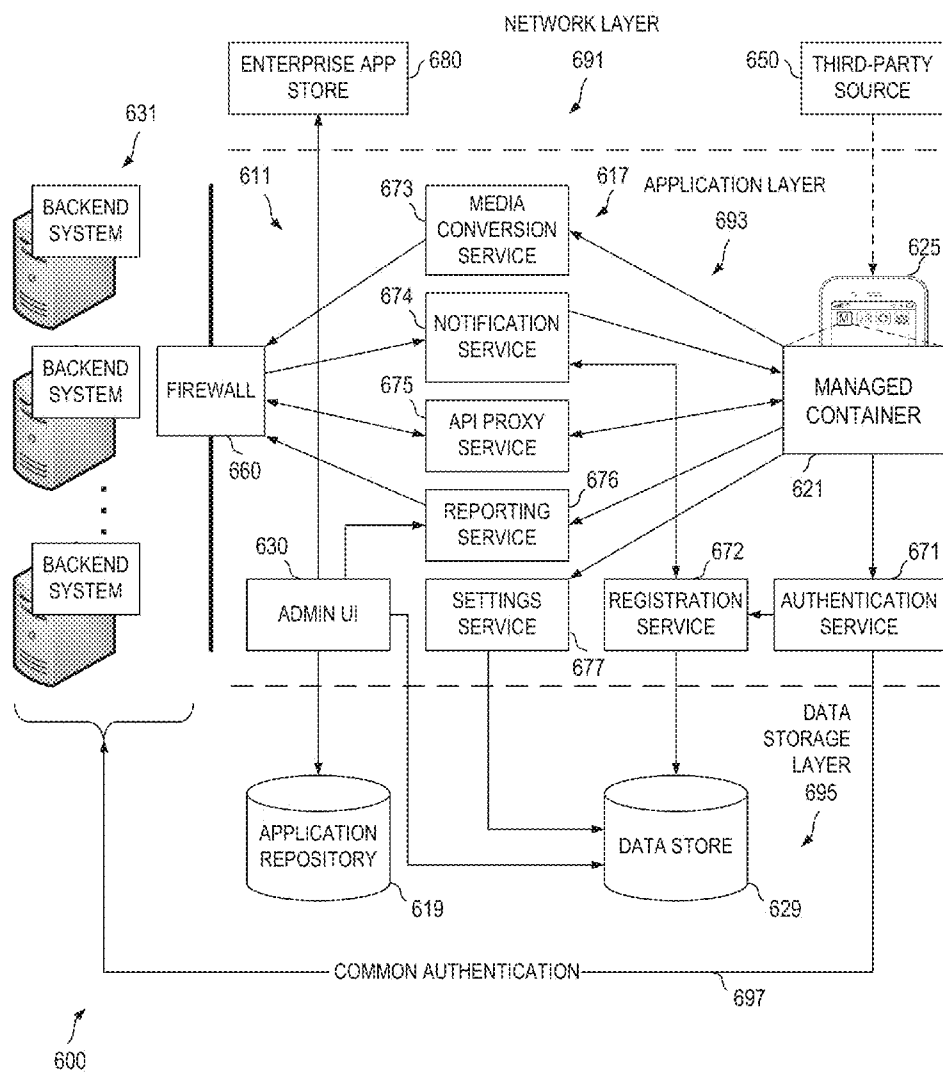 NETWORK LAYER
691
ENTERPRISE APP
STORE
680
650
THIRD-PARTY
SOURCE
631
611
673
MEDIA
CONVERSION
SERVICE
617
APPLICATION LAYER
693
625
BACKEND
SYSTEM
674
NOTIFICATION
SERVICE
M
BACKEND
SYSTEM
FIREWALL
660
675
API PROXY
SERVICE
MANAGED
CONTAINER
621
676
REPORTING
SERVICE
BACKEND
SYSTEM
630
ADMIN UI
SETTINGS
SERVICE
677
672
REGISTRATION
SERVICE
671
AUTHENTICATION
SERVICE
DATA
STORAGE
LAYER
695
APPLICATION
REPOSITORY
619
DATA STORE
629
COMMON AUTHENTICATION
697
600